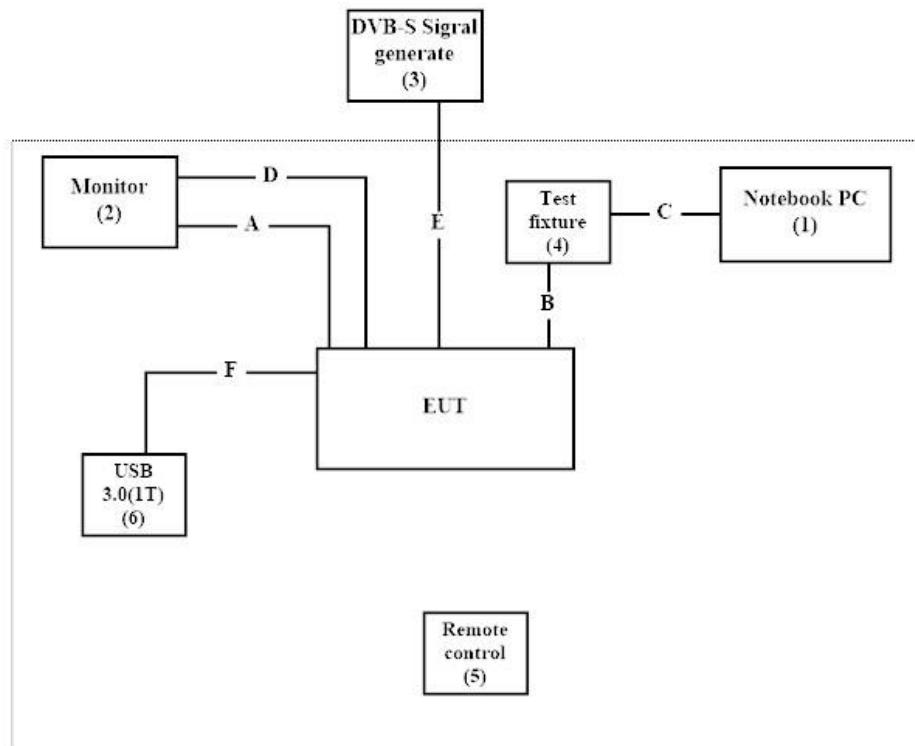 DVB-S Sigral
generate
(3)
Monitor
(2)
D
A
E
Test
fixture
(4)
C
Notebook PC
(1)
B
F
EUT
USB
3.0(1T)
(6)
Remote
control
(5)